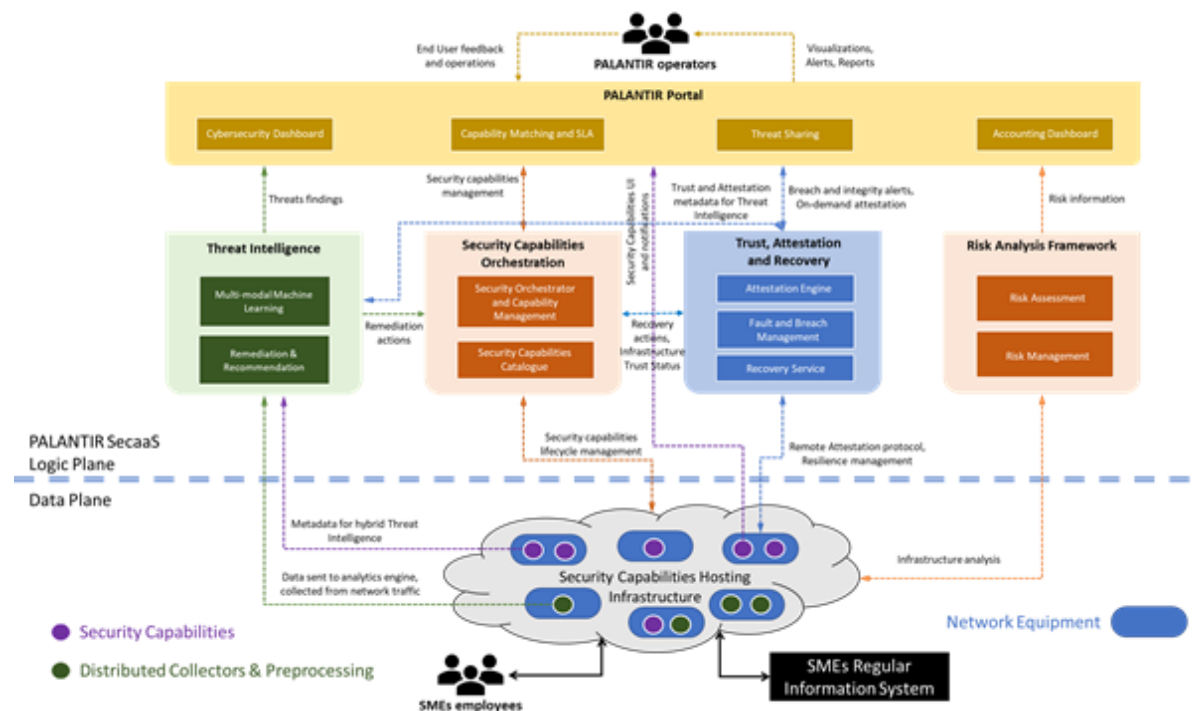 End User feedback
and operations
PALANTIR operators
Visualizations,
Alerts, Reports
PALANTIR Portal
Cybersecurity Dashboard
Capability Matching and SLA
Threat Sharing
Accounting Dashboard
Threats findings
Security capabilities
management
Security Capabilities UI
and notifications
Trust and Attestation
metadata for Threat
Intelligence
Breach and integrity alerts,
On-demand attestation
Risk information
Threat Intelligence
Multi-modal Machine
Learning
Remediation &
Recommendation
Remediation
actions
Security Capabilities
Orchestration
Security Orchestrator
and Capability
Management
Security Capabilities
Catalogue
Recovery
actions,
Infrastructure
Trust Status
Trust, Attestation
and Recovery
Attestation Engine
Fault and Breach
Management
Recovery Service
Risk Analysis Framework
Risk Assessment
Risk Management
PALANTIR SecaaS
Logic Plane
Data Plane
Security capabilities
lifecycle management
Remote Attestation protocol,
Resilience management
Metadata for hybrid Threat
Intelligence
Data sent to analytics engine,
collected from network traffic
Security Capabilities Hosting
Infrastructure
Infrastructure analysis
Security Capabilities
Distributed Collectors & Preprocessing
Network Equipment
SMEs employees
SMEs Regular
Information System